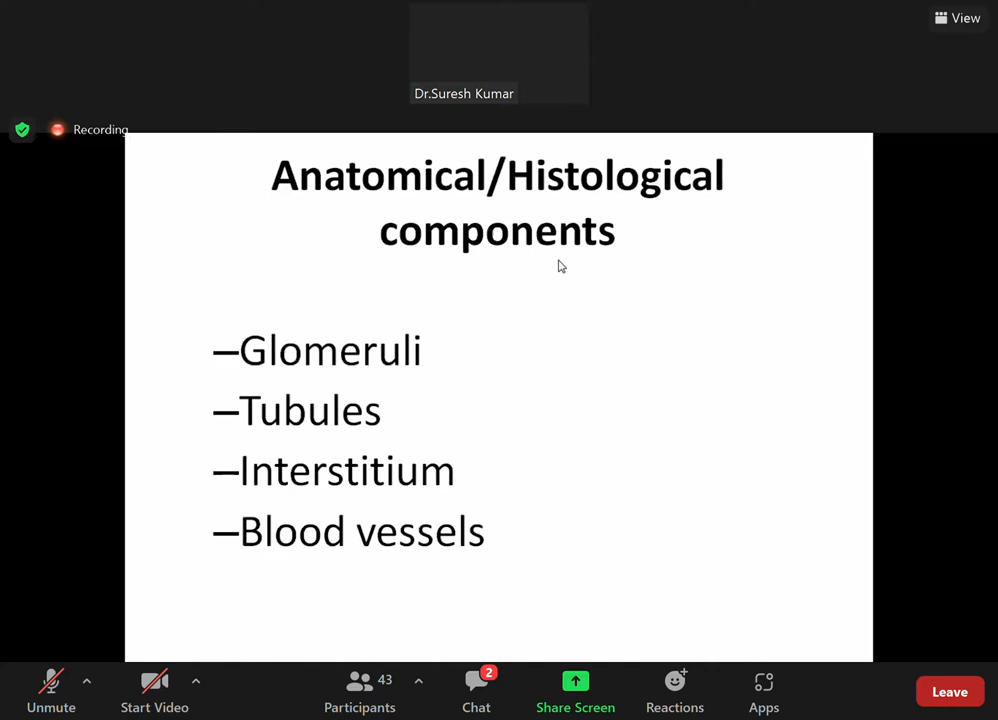 View
Dr.Suresh Kumar
Recording
Anatomical/Histological
components
–Glomeruli
–Tubules
–Interstitium
–Blood vessels
Unmute
Start Video
43
Participants
2
Chat
Share Screen
Reactions
Apps
Leave